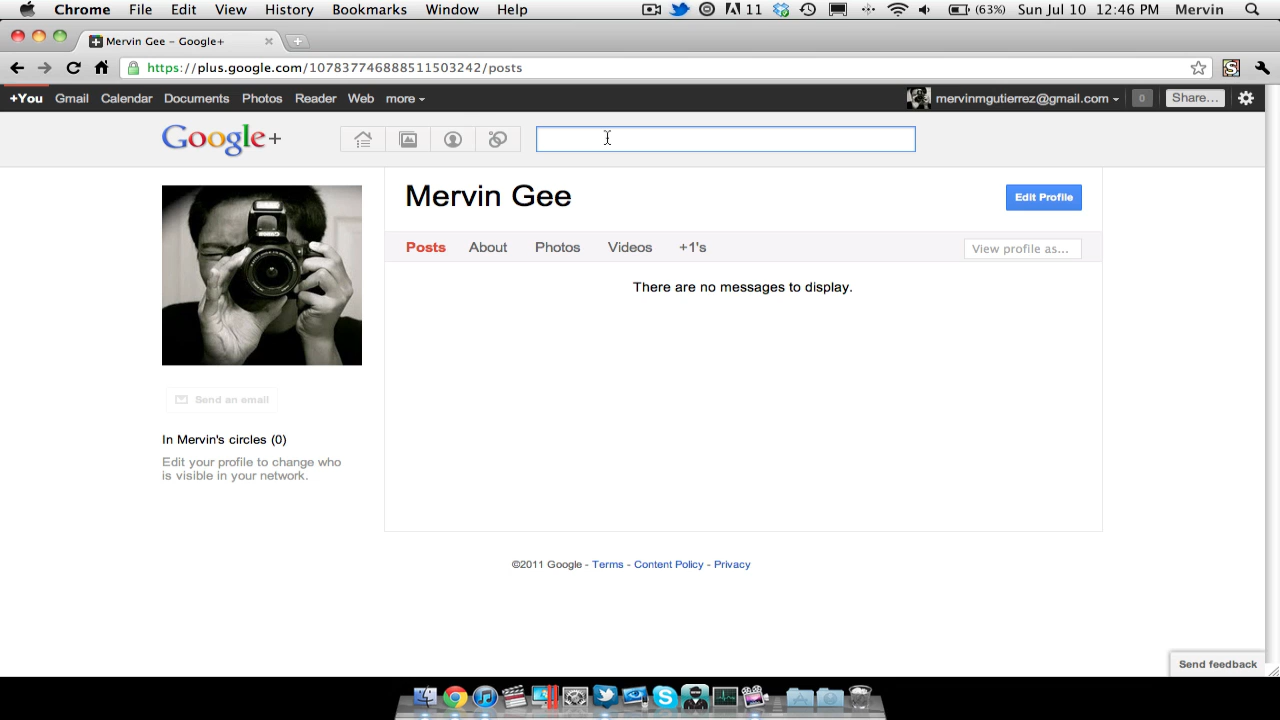 Chrome File Edit View History Bookmarks Window Help 11 (63%) Sun Jul 10 12:46 PM Mervin
Mervin Gee – Google+
https://plus.google.com/107837746888511503242/posts
+You Gmail Calendar Documents Photos Reader Web more mervinmgutierrez@gmail.com 0 Share...
Google+
Mervin Gee
Edit Profile
Posts About Photos Videos +1's View profile as...
There are no messages to display.
Send an email
In Mervin's circles (0)
Edit your profile to change who
is visible in your network.
©2011 Google - Terms - Content Policy - Privacy
Send feedback